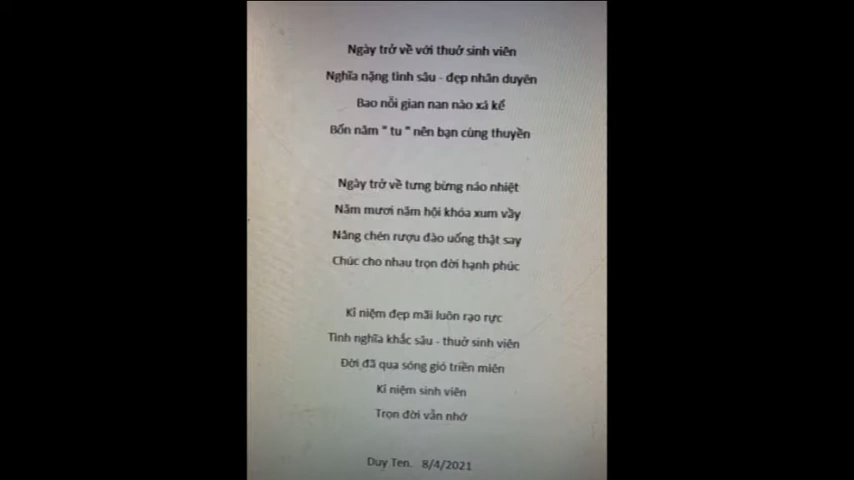 Ngày trở về với thuở sinh viên
Nghĩa nặng tình sâu - đẹp nhân duyên
Bao nỗi gian nan nào xá kể
Bốn năm " tu " nên bạn cùng thuyền
Ngày trở về tưng bừng náo nhiệt
Năm mươi năm hội khóa xum vầy
Nâng chén rượu đào uống thật say
Chúc cho nhau trọn đời hạnh phúc
Kỉ niệm đẹp mãi luôn rạo rực
Tình nghĩa khắc sâu - thuở sinh viên
Đời đã qua sóng gió triền miên
Kỉ niệm sinh viên
Trọn đời vẫn nhớ
Duy Ten. 8/4/2021